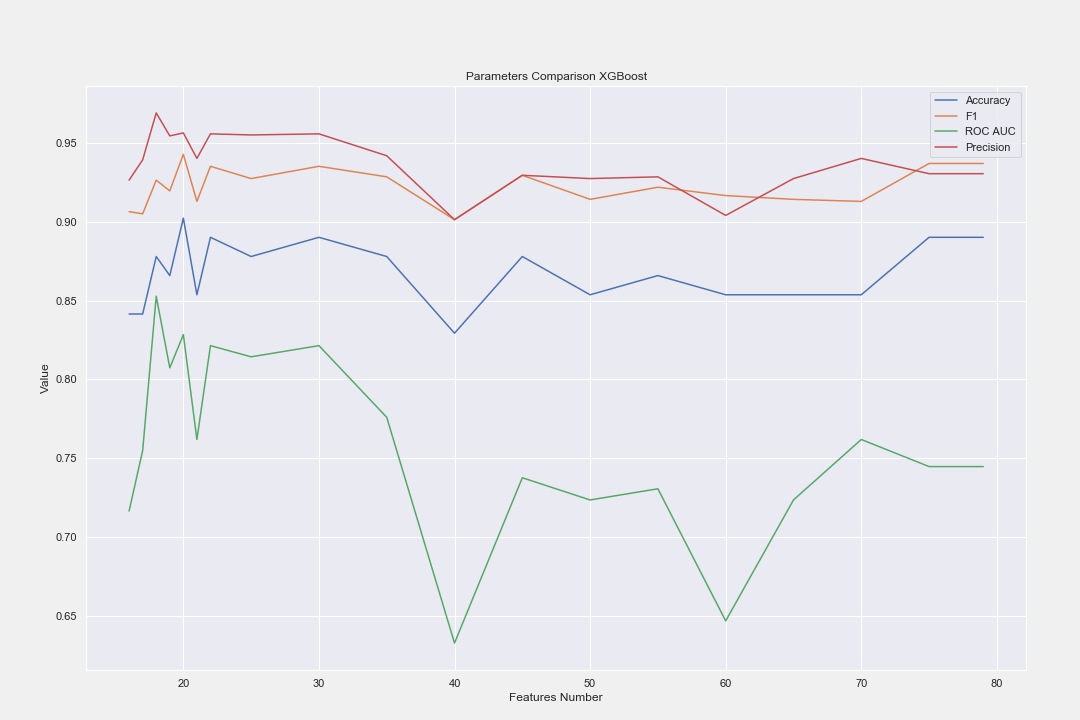 Parameters Comparison XGBoost
Accuracy
F1
ROC AUC
Precision
0.95
0.90
0.85
0.80
0.75
0.70
0.65
Value
20 30 40 50 60 70 80
Features Number